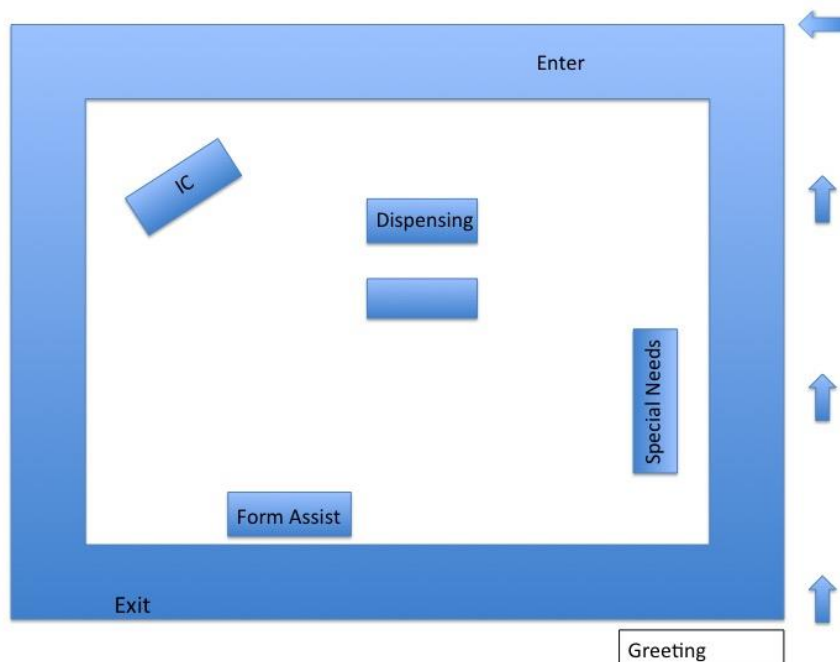 Enter
IC
Dispensing
Special Needs
Form Assist
Exit
Greeting